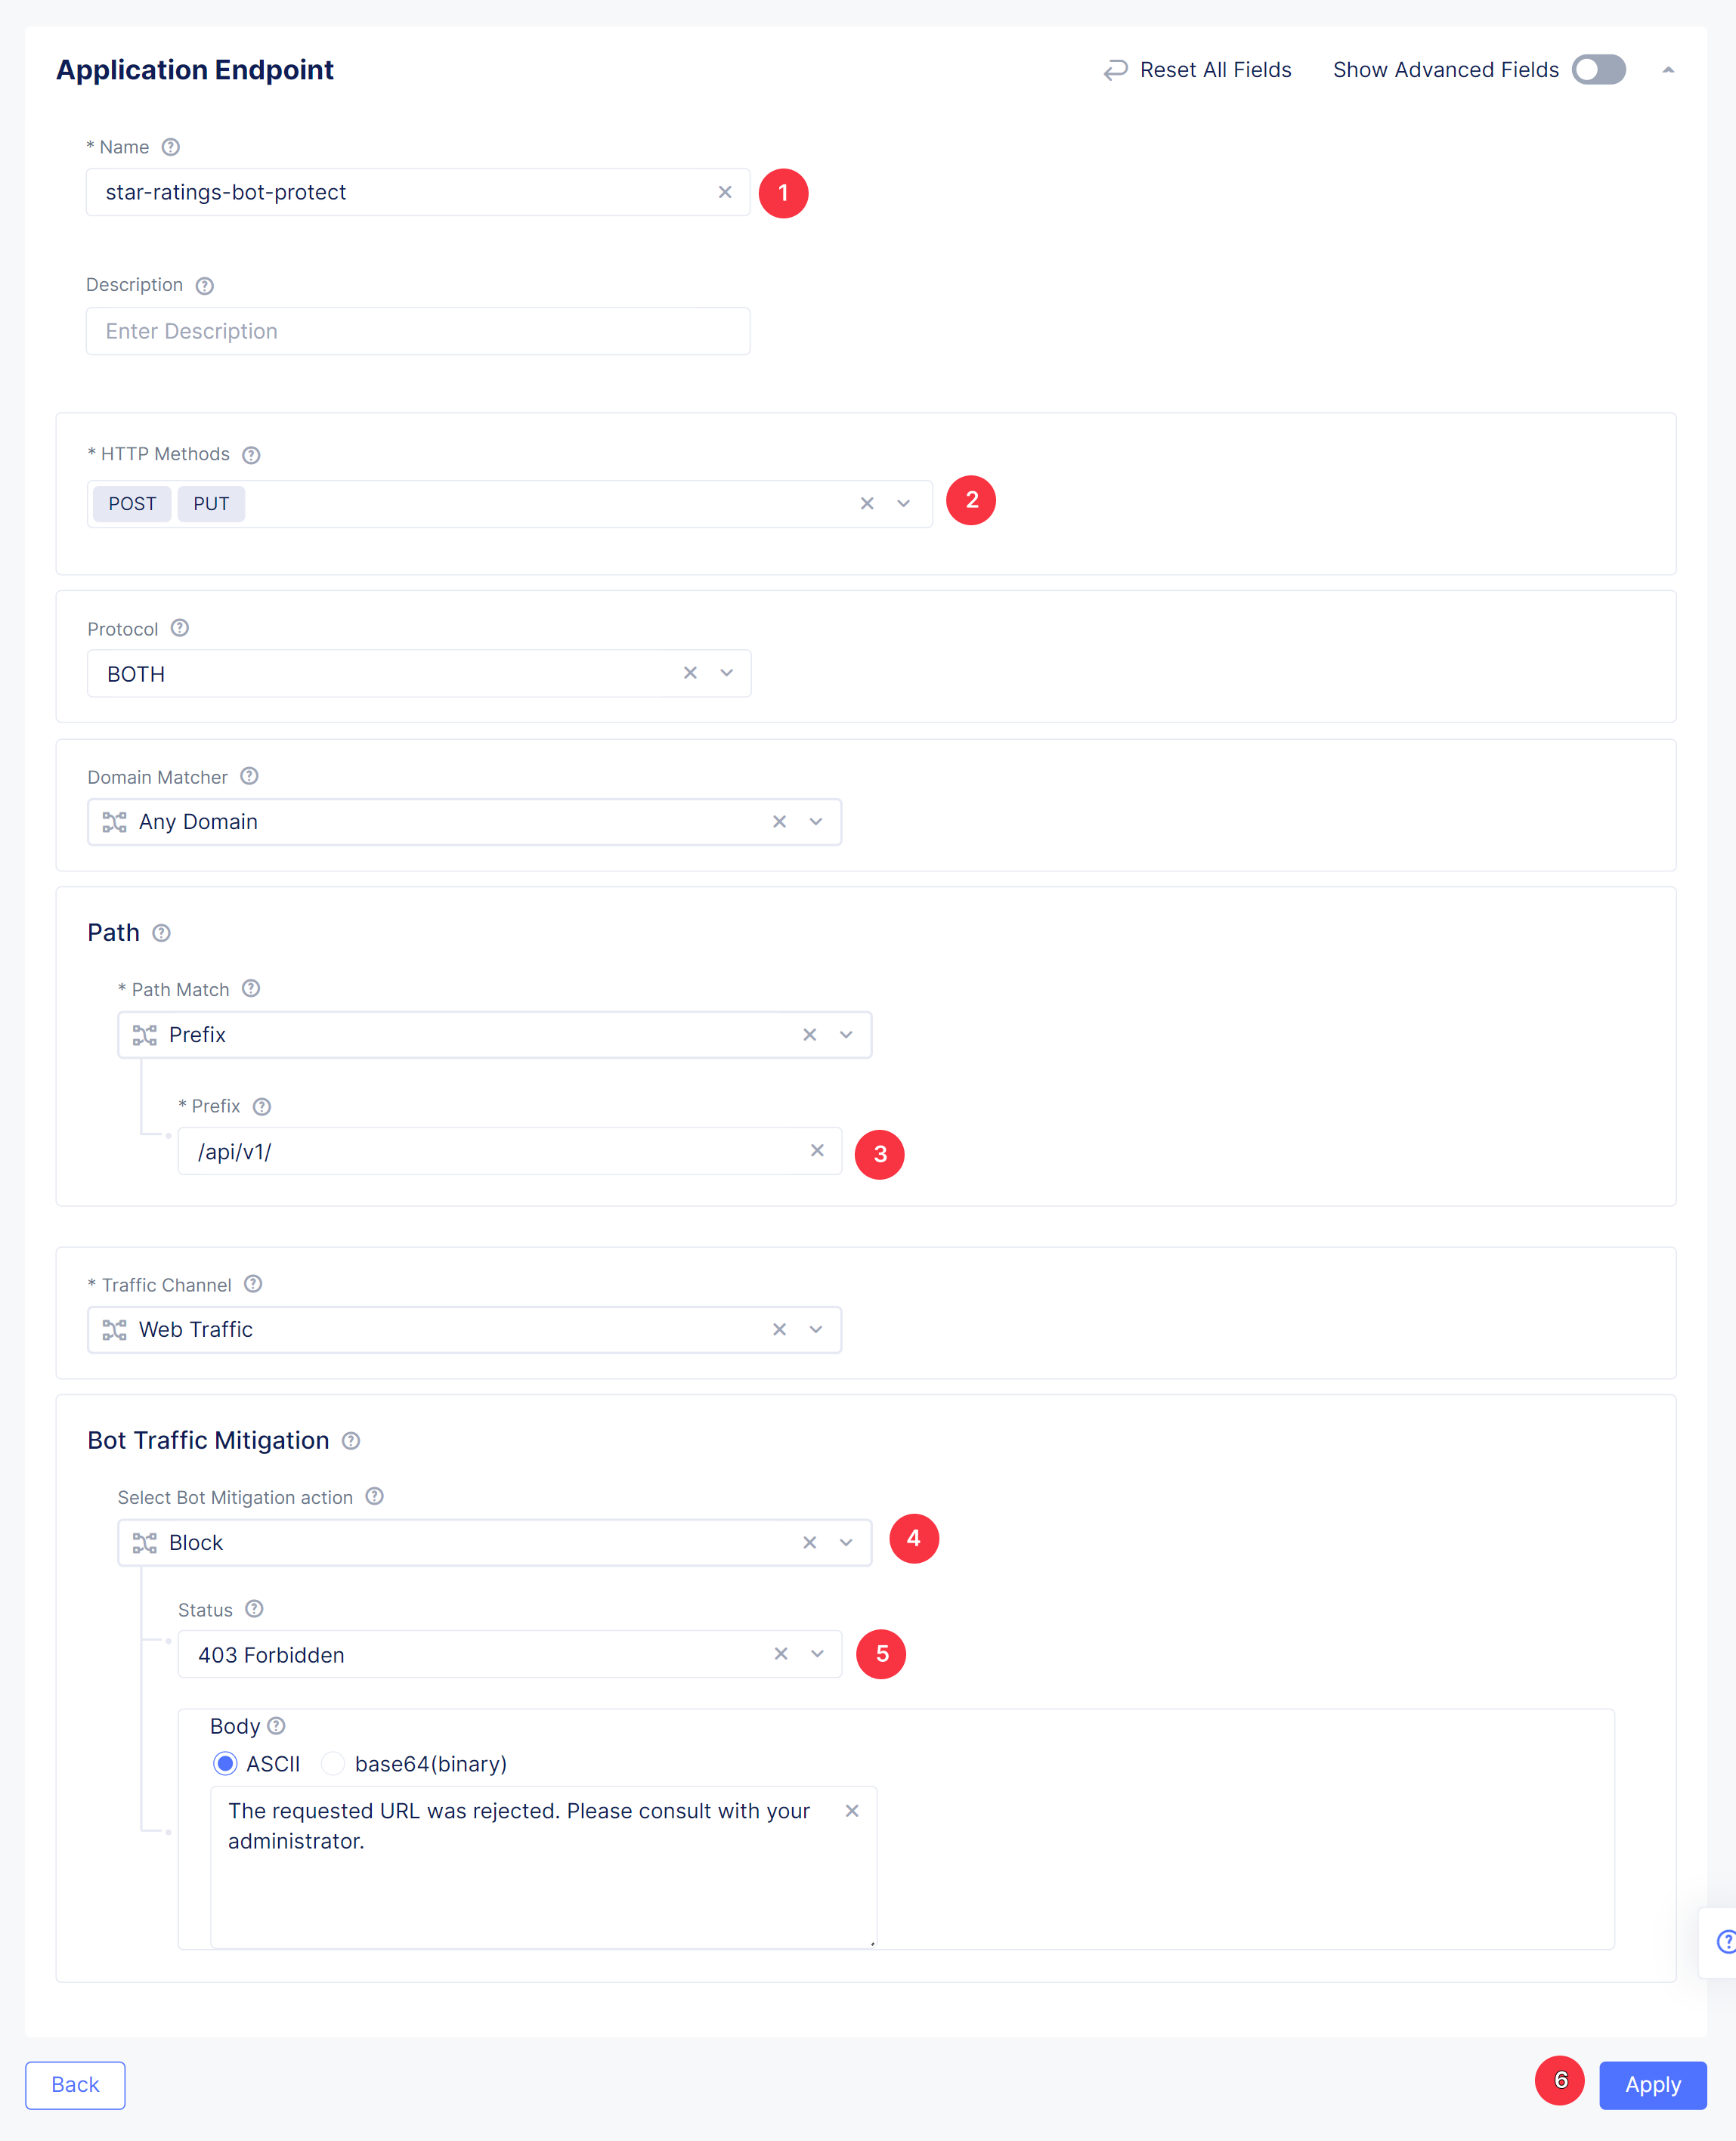 Application Endpoint Reset All Fields Show Advanced Fields
* Name
star-ratings-bot-protect 1
Description
Enter Description
* HTTP Methods
POST PUT 2
Protocol
BOTH
Domain Matcher
Any Domain
Path
* Path Match
Prefix
* Prefix
/api/v1/ 3
* Traffic Channel
Web Traffic
Bot Traffic Mitigation
Select Bot Mitigation action
Block 4
Status
403 Forbidden 5
Body
ASCII base64(binary)
The requested URL was rejected. Please consult with your
administrator.
Back 6 Apply